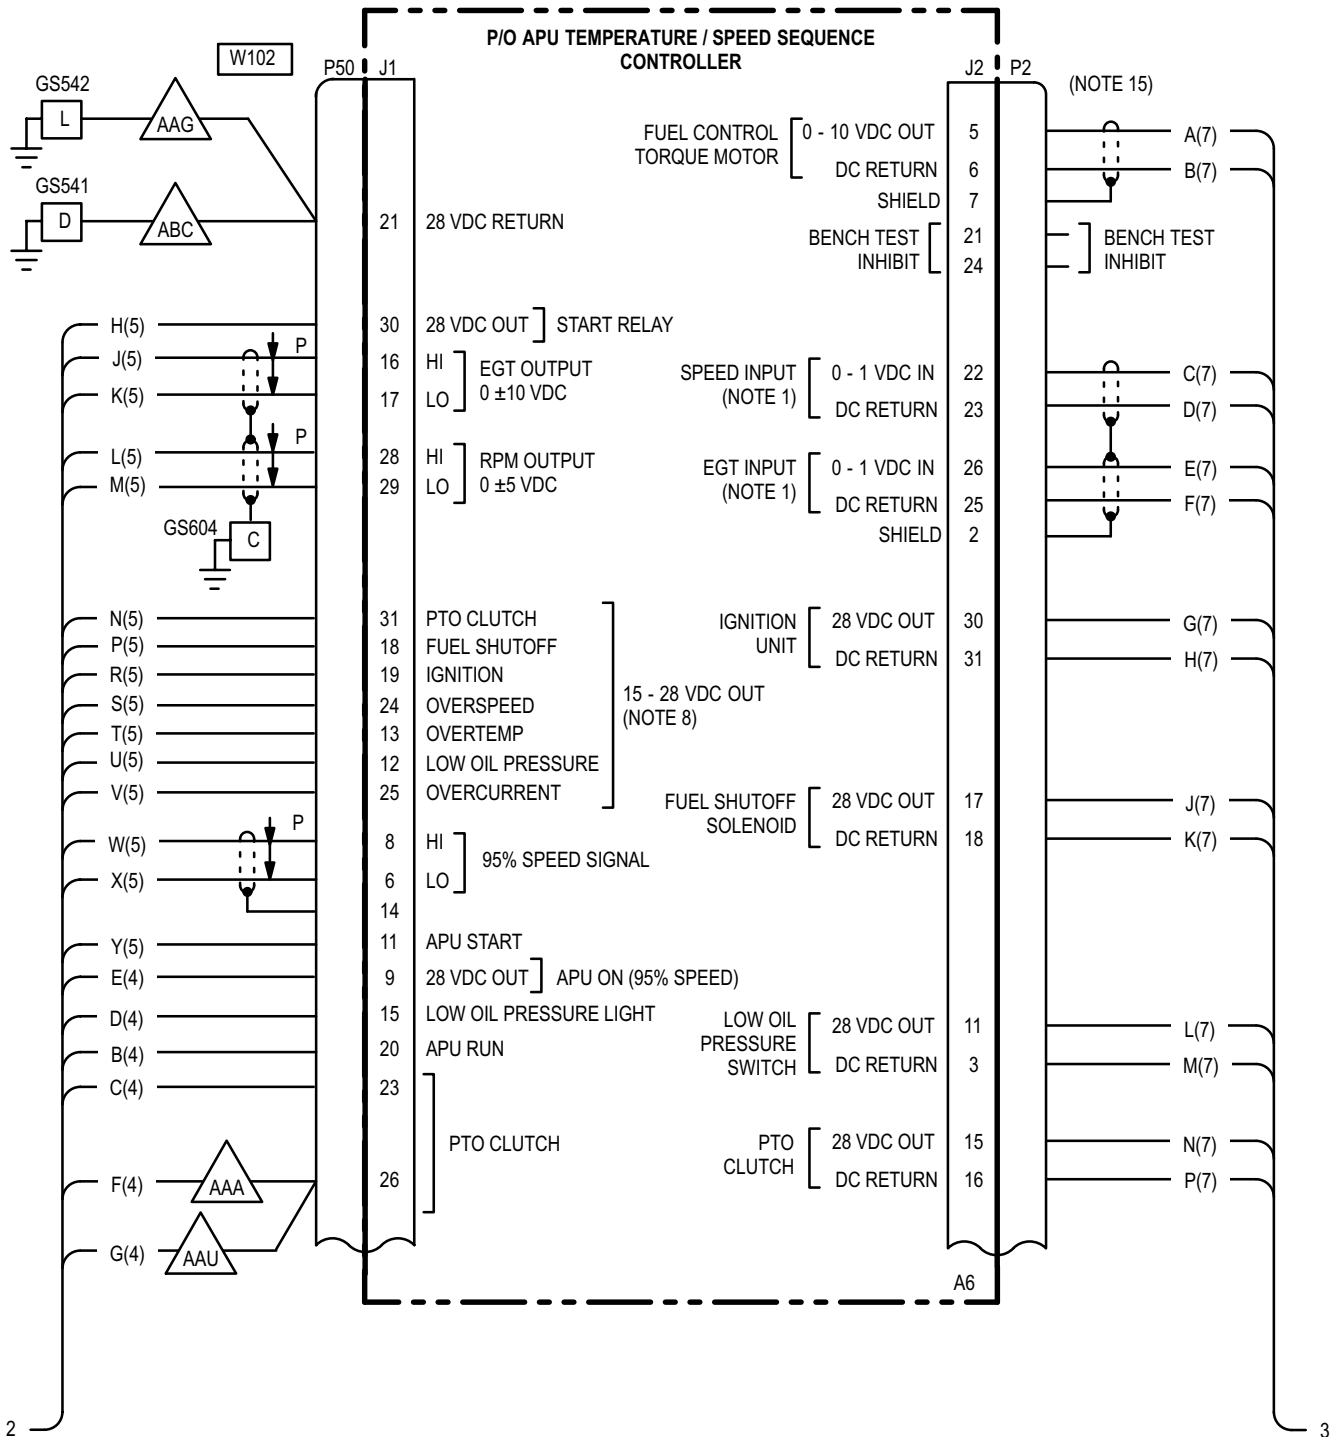 P/O APU TEMPERATURE / SPEED SEQUENCE
CONTROLLER
W102
P50 J1
J2 P2
(NOTE 15)
GS542
L
AAG
GS541
D
ABC
21 28 VDC RETURN
H(5) 30 28 VDC OUT START RELAY
J(5) P 16 HI EGT OUTPUT
K(5) 17 LO 0 ±10 VDC
L(5) P 28 HI RPM OUTPUT
M(5) 29 LO 0 ±5 VDC
GS604
C
N(5) 31 PTO CLUTCH
P(5) 18 FUEL SHUTOFF
R(5) 19 IGNITION
S(5) 24 OVERSPEED
T(5) 13 OVERTEMP
U(5) 12 LOW OIL PRESSURE
V(5) 25 OVERCURRENT
15 - 28 VDC OUT
(NOTE 8)
W(5) P 8 HI
95% SPEED SIGNAL
X(5) 6 LO
14
Y(5) 11 APU START
E(4) 9 28 VDC OUT APU ON (95% SPEED)
D(4) 15 LOW OIL PRESSURE LIGHT
B(4) 20 APU RUN
C(4) 23
PTO CLUTCH
F(4) AAA 26
G(4) AAU
FUEL CONTROL
TORQUE MOTOR
0 - 10 VDC OUT 5 A(7)
DC RETURN 6 B(7)
SHIELD 7
BENCH TEST
INHIBIT
21
24
BENCH TEST
INHIBIT
SPEED INPUT
(NOTE 1)
0 - 1 VDC IN 22 C(7)
DC RETURN 23 D(7)
EGT INPUT
(NOTE 1)
0 - 1 VDC IN 26 E(7)
DC RETURN 25 F(7)
SHIELD 2
IGNITION
UNIT
28 VDC OUT 30 G(7)
DC RETURN 31 H(7)
FUEL SHUTOFF
SOLENOID
28 VDC OUT 17 J(7)
DC RETURN 18 K(7)
LOW OIL
PRESSURE
SWITCH
28 VDC OUT 11 L(7)
DC RETURN 3 M(7)
PTO
CLUTCH
28 VDC OUT 15 N(7)
DC RETURN 16 P(7)
A6
2
3